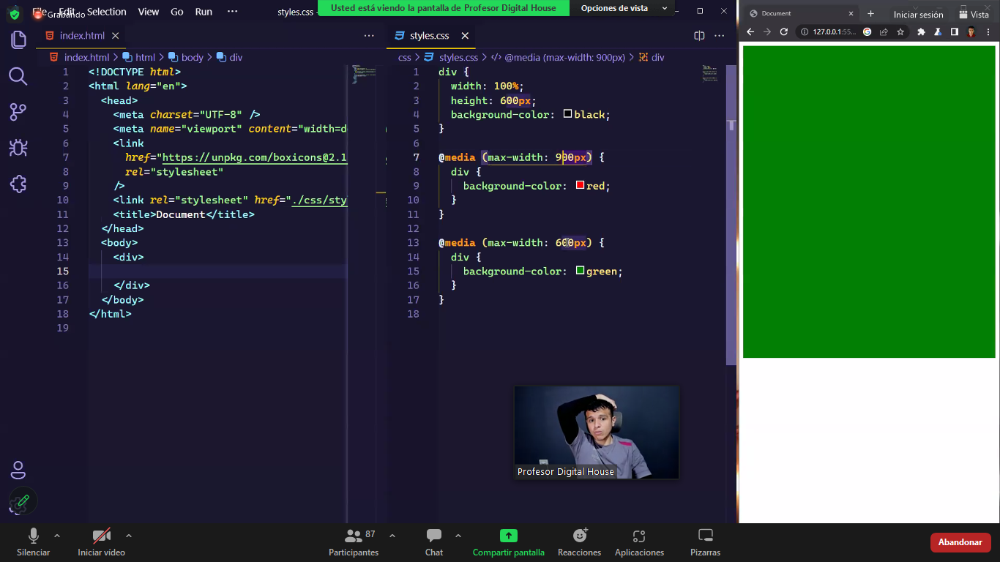 Grabando
File Edit Selection View Go Run ···
styles.css -
Usted está viendo la pantalla de Profesor Digital House
Opciones de vista
Document
Iniciar sesión
Vista
127.0.0.1:55...
index.html
styles.css
index.html > html > body > div
css > styles.css > @media (max-width: 900px) > div
1 <!DOCTYPE html>
2 <html lang="en">
3 <head>
4 <meta charset="UTF-8" />
5 <meta name="viewport" content="width=d
6 <link
7 href="https://unpkg.com/boxicons@2.1
8 rel="stylesheet"
9 />
10 <link rel="stylesheet" href="./css/sty
11 <title>Document</title>
12 </head>
13 <body>
14 <div>
15
16 </div>
17 </body>
18 </html>
19
1 div {
2 width: 100%;
3 height: 600px;
4 background-color: black;
5 }
6
7 @media (max-width: 900px) {
8 div {
9 background-color: red;
10 }
11 }
12
13 @media (max-width: 600px) {
14 div {
15 background-color: green;
16 }
17 }
18
Profesor Digital House
Silenciar
Iniciar vídeo
87
Participantes
Chat
Compartir pantalla
Reacciones
Aplicaciones
Pizarras
Abandonar